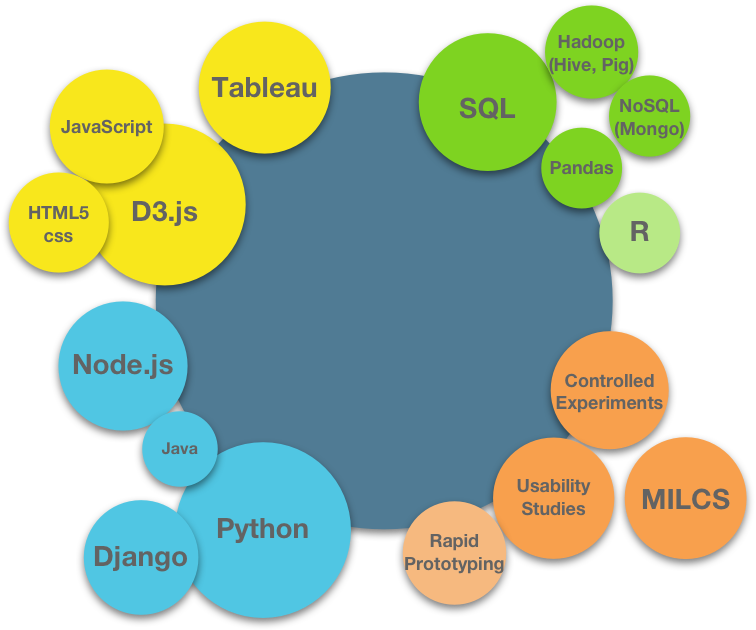 Tableau
SQL
Hadoop
(Hive, Pig)
NoSQL
(Mongo)
JavaScript
Pandas
HTML5
css
D3.js
R
Node.js
Controlled
Experiments
Java
Usability
Studies
MILCS
Python
Django
Rapid
Prototyping